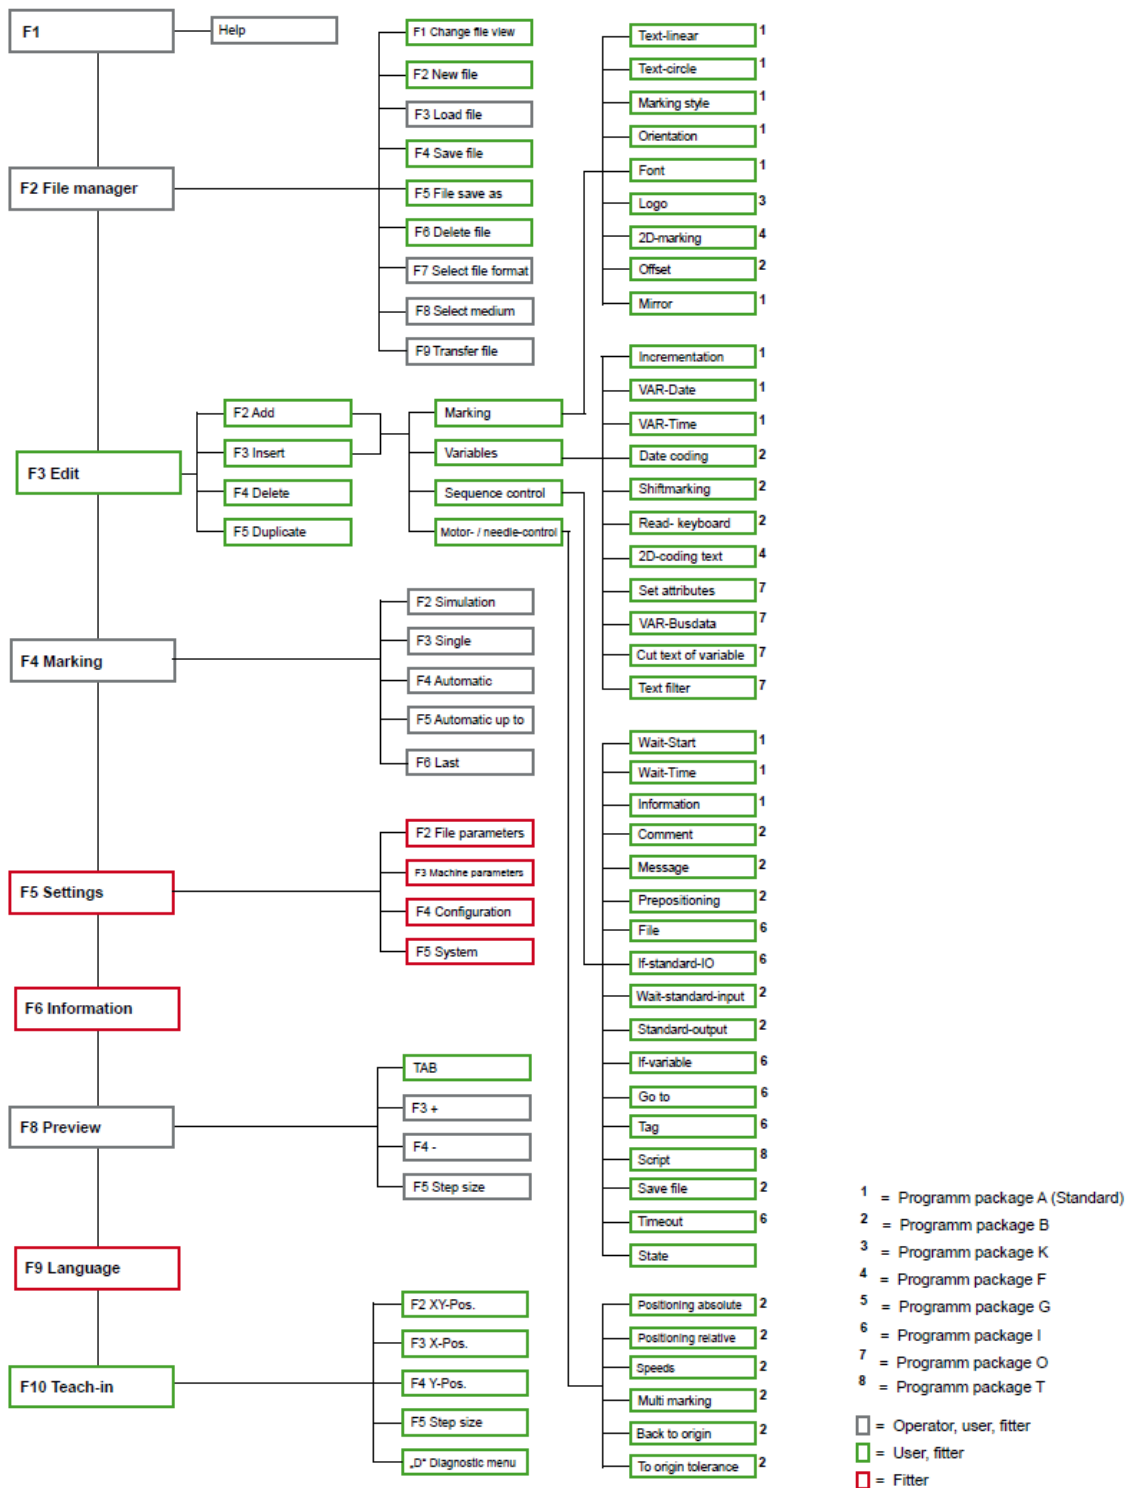 F1
Help
F2 File manager
F1 Change file view
F2 New file
F3 Load file
F4 Save file
F5 File save as
F6 Delete file
F7 Select file format
F8 Select medium
F9 Transfer file
F3 Edit
F2 Add
F3 Insert
F4 Delete
F5 Duplicate
Marking
Variables
Sequence control
Motor- / needle-control
Text-linear 1
Text-circle 1
Marking style 1
Orientation 1
Font 1
Logo 3
2D-marking 4
Offset 2
Mirror 1
Incrementation 1
VAR-Date 1
VAR-Time 1
Date coding 2
Shiftmarking 2
Read- keyboard 2
2D-coding text 4
Set attributes 7
VAR-Busdata 7
Cut text of variable 7
Text filter 7
Wait-Start 1
Wait-Time 1
Information 1
Comment 2
Message 2
Prepositioning 2
File 6
If-standard-IO 6
Wait-standard-input 2
Standard-output 2
If-variable 6
Go to 6
Tag 6
Script 8
Save file 2
Timeout 6
State
Positioning absolute 2
Positioning relative 2
Speeds 2
Multi marking 2
Back to origin 2
To origin tolerance 2
F4 Marking
F2 Simulation
F3 Single
F4 Automatic
F5 Automatic up to
F6 Last
F5 Settings
F2 File parameters
F3 Machine parameters
F4 Configuration
F5 System
F6 Information
F8 Preview
TAB
F3 +
F4 -
F5 Step size
F9 Language
F10 Teach-in
F2 XY-Pos.
F3 X-Pos.
F4 Y-Pos.
F5 Step size
„D“ Diagnostic menu
1 = Programm package A (Standard)
2 = Programm package B
3 = Programm package K
4 = Programm package F
5 = Programm package G
6 = Programm package I
7 = Programm package O
8 = Programm package T
= Operator, user, fitter
= User, fitter
= Fitter